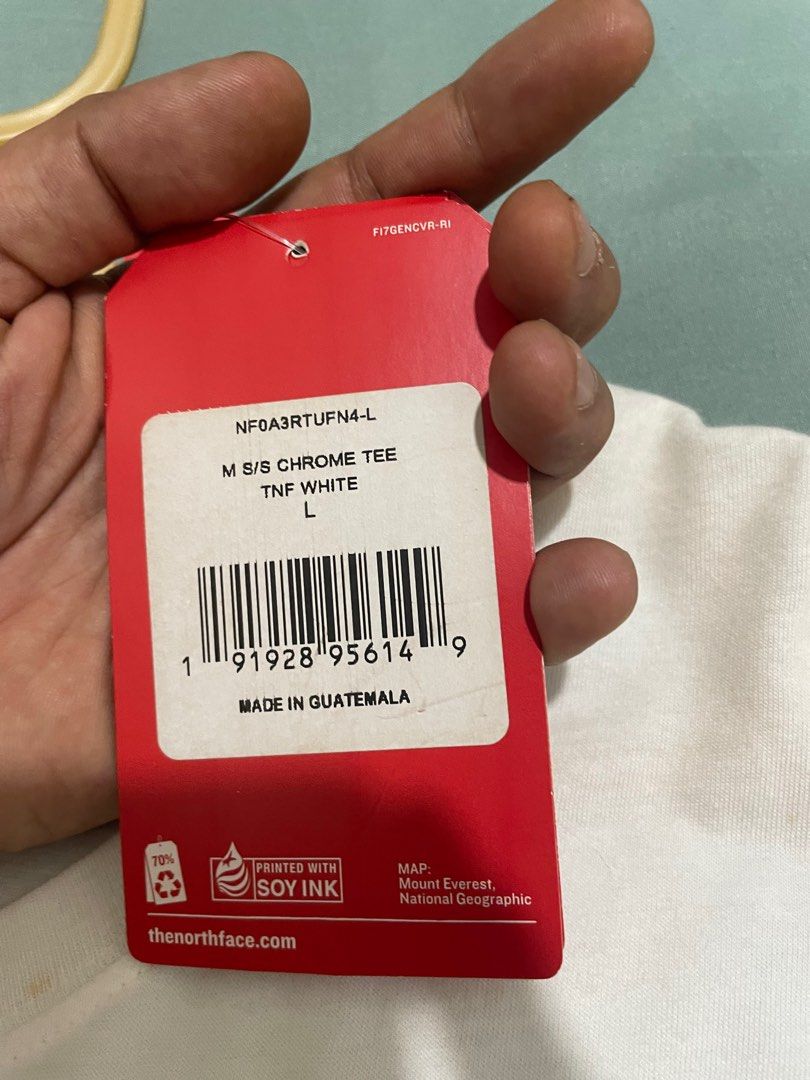 F17GENCVR-RI
NF0A3RTUFN4-L
M S/S CHROME TEE
TNF WHITE
L
1 91928 95614 9
MADE IN GUATEMALA
70%
PRINTED WITH
SOY INK
MAP:
Mount Everest,
National Geographic
thenorthface.com